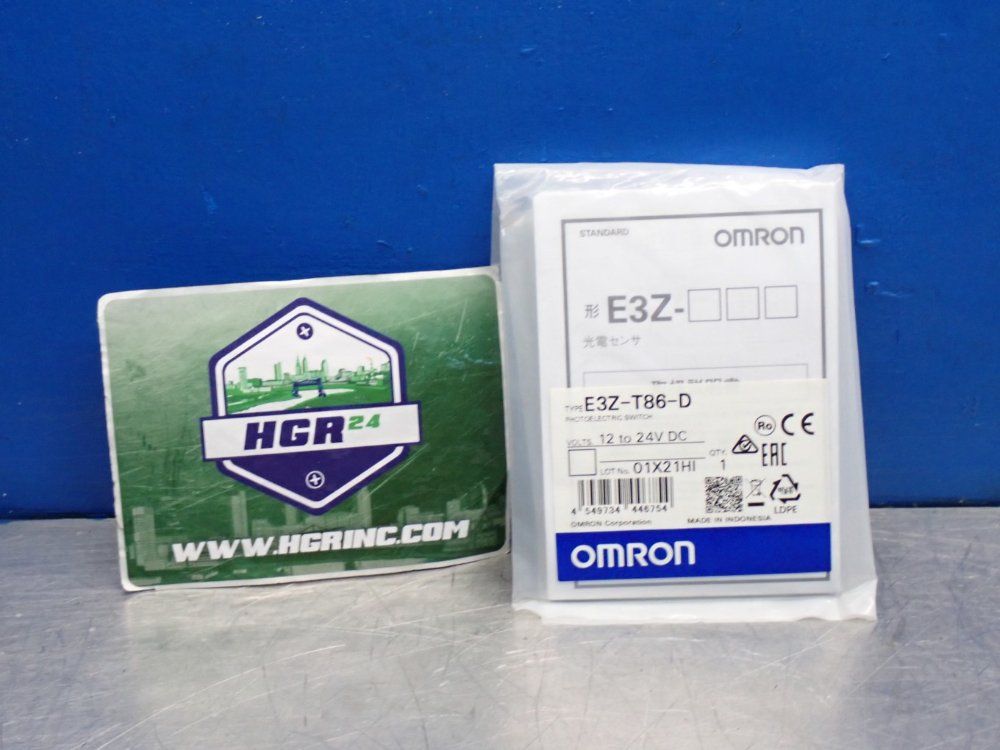 HGR24
WWW.HGRINC.COM
STANDARD
OMRON
形 E3Z-□□□
光電センサ
TYPE E3Z-T86-D
PHOTOELECTRIC SWITCH
VOLTS. 12 to 24V DC
LOT No. 01X21HI
QTY. 1
Ro CE
EAC
4 549734 446754
LDPE
OMRON Corporation
MADE IN INDONESIA
OMRON